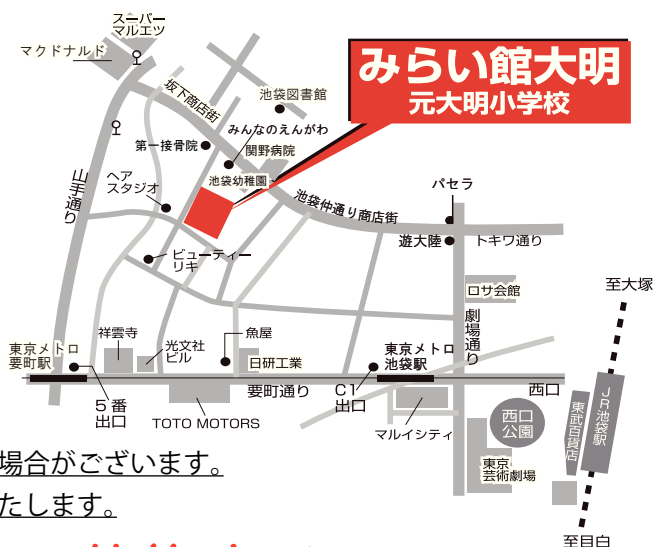 スーパー
マルエツ
マクドナルド
みらい館大明
元大明小学校
坂下商店街
池袋図書館
みんなのえんがわ
第一接骨院
関野病院
池袋幼稚園
ヘア
スタジオ
山手通り
パセラ
池袋仲通り商店街
遊大陸
トキワ通り
ビューティー
リキ
ロサ会館
至大塚
劇場通り
祥雲寺
光文社
ビル
魚屋
日研工業
東京メトロ
要町駅
東京メトロ
池袋駅
要町通り
西口
5番
出口
C1
出口
TOTO MOTORS
マルイシティ
西口
公園
東武百貨店
JR池袋駅
東京
芸術劇場
場合がございます。
たします。
至目白